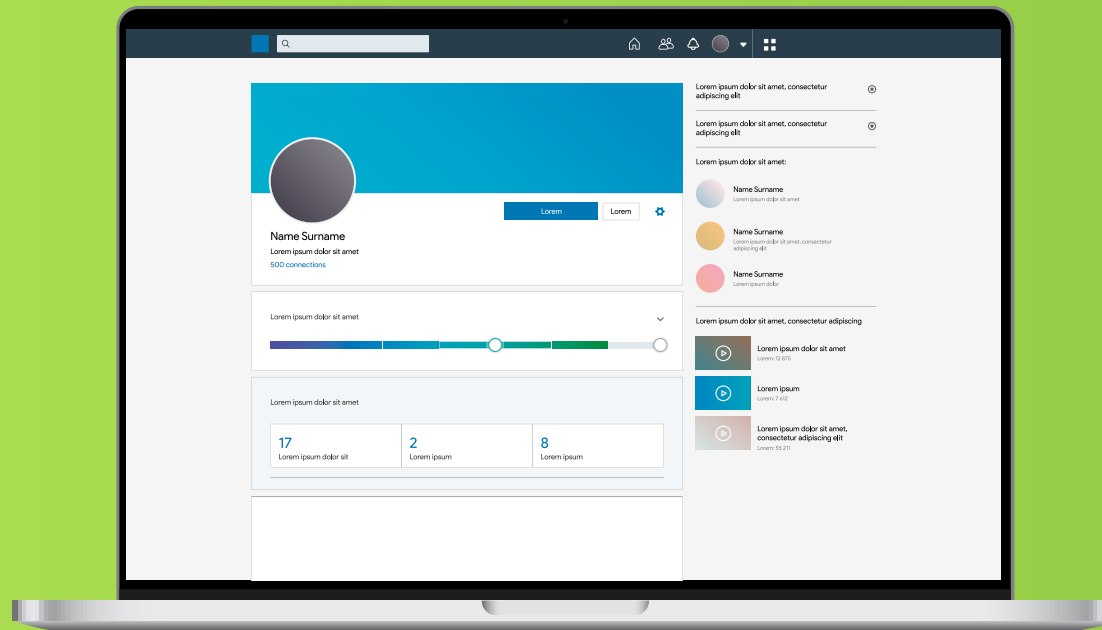 Lorem
Lorem
Name Surname
Lorem ipsum dolor sit amet
500 connections
Lorem ipsum dolor sit amet
Lorem ipsum dolor sit amet
17
Lorem ipsum dolor sit
2
Lorem ipsum
8
Lorem ipsum
Lorem ipsum dolor sit amet, consectetur
adipiscing elit
Lorem ipsum dolor sit amet, consectetur
adipiscing elit
Lorem ipsum dolor sit amet:
Name Surname
Lorem ipsum dolor sit amet
Name Surname
Lorem ipsum dolor sit amet, consectetur
adipiscing elit
Name Surname
Lorem ipsum dolor
Lorem ipsum dolor sit amet, consectetur adipiscing
Lorem ipsum dolor sit amet
Lorem: 12 875
Lorem ipsum
Lorem: 7 612
Lorem ipsum dolor sit amet,
consectetur adipiscing elit
Lorem: 55 211